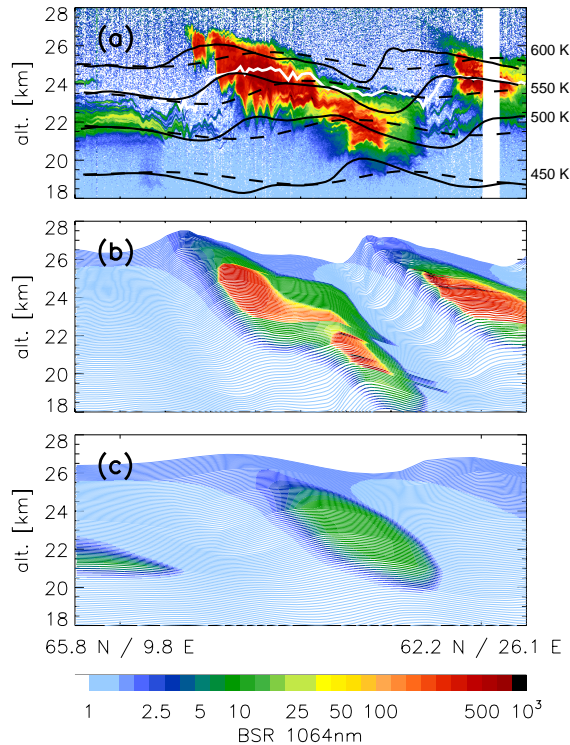 28
(a)
26
600 K
24
550 K
22
500 K
20
450 K
18
alt. [km]
28
(b)
26
24
22
20
18
alt. [km]
28
(c)
26
24
22
20
18
alt. [km]
65.8 N / 9.8 E 62.2 N / 26.1 E
1 2.5 5 10 25 50 100 500 10³
BSR 1064nm